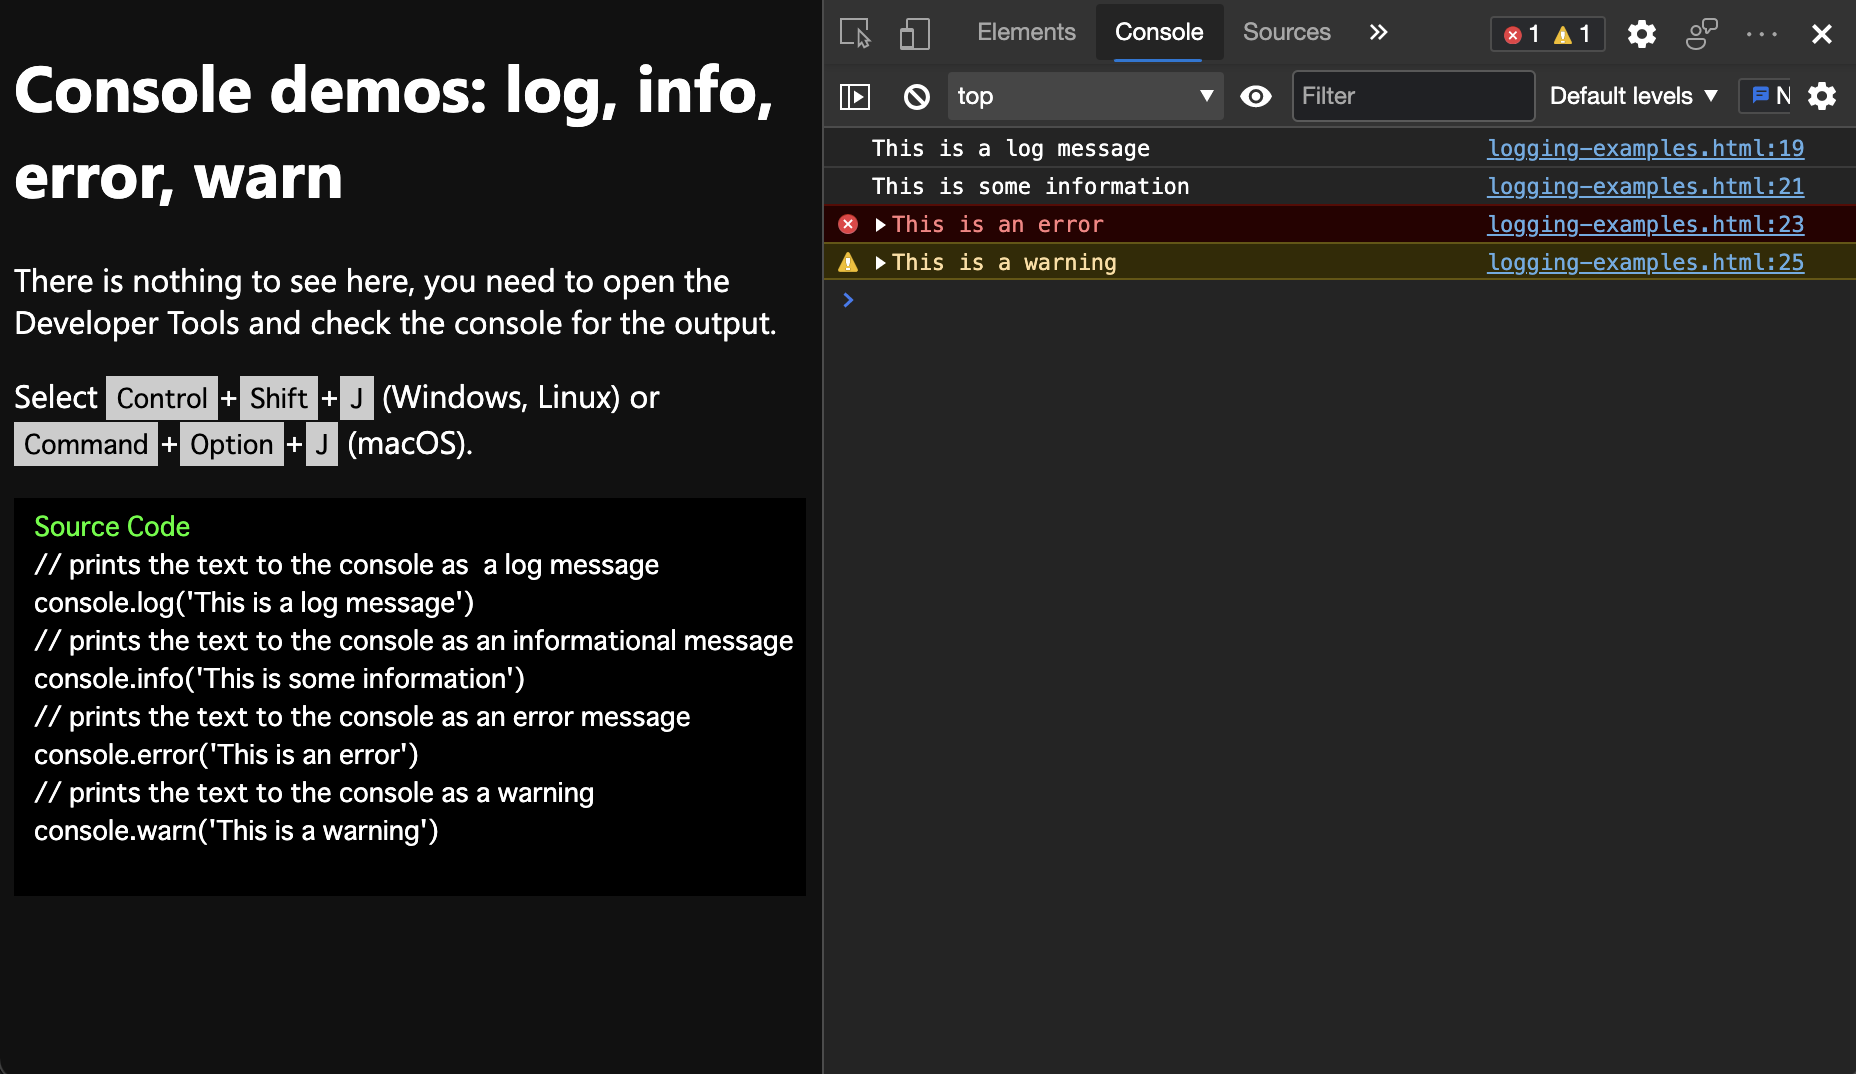 Console demos: log, info,
error, warn
There is nothing to see here, you need to open the
Developer Tools and check the console for the output.
Select Control+Shift+J (Windows, Linux) or
Command+Option+J (macOS).
Source Code
// prints the text to the console as  a log message
console.log('This is a log message')
// prints the text to the console as an informational message
console.info('This is some information')
// prints the text to the console as an error message
console.error('This is an error')
// prints the text to the console as a warning
console.warn('This is a warning')
Elements Console Sources 1 1
top Filter Default levels N
This is a log message logging-examples.html:19
This is some information logging-examples.html:21
This is an error logging-examples.html:23
This is a warning logging-examples.html:25